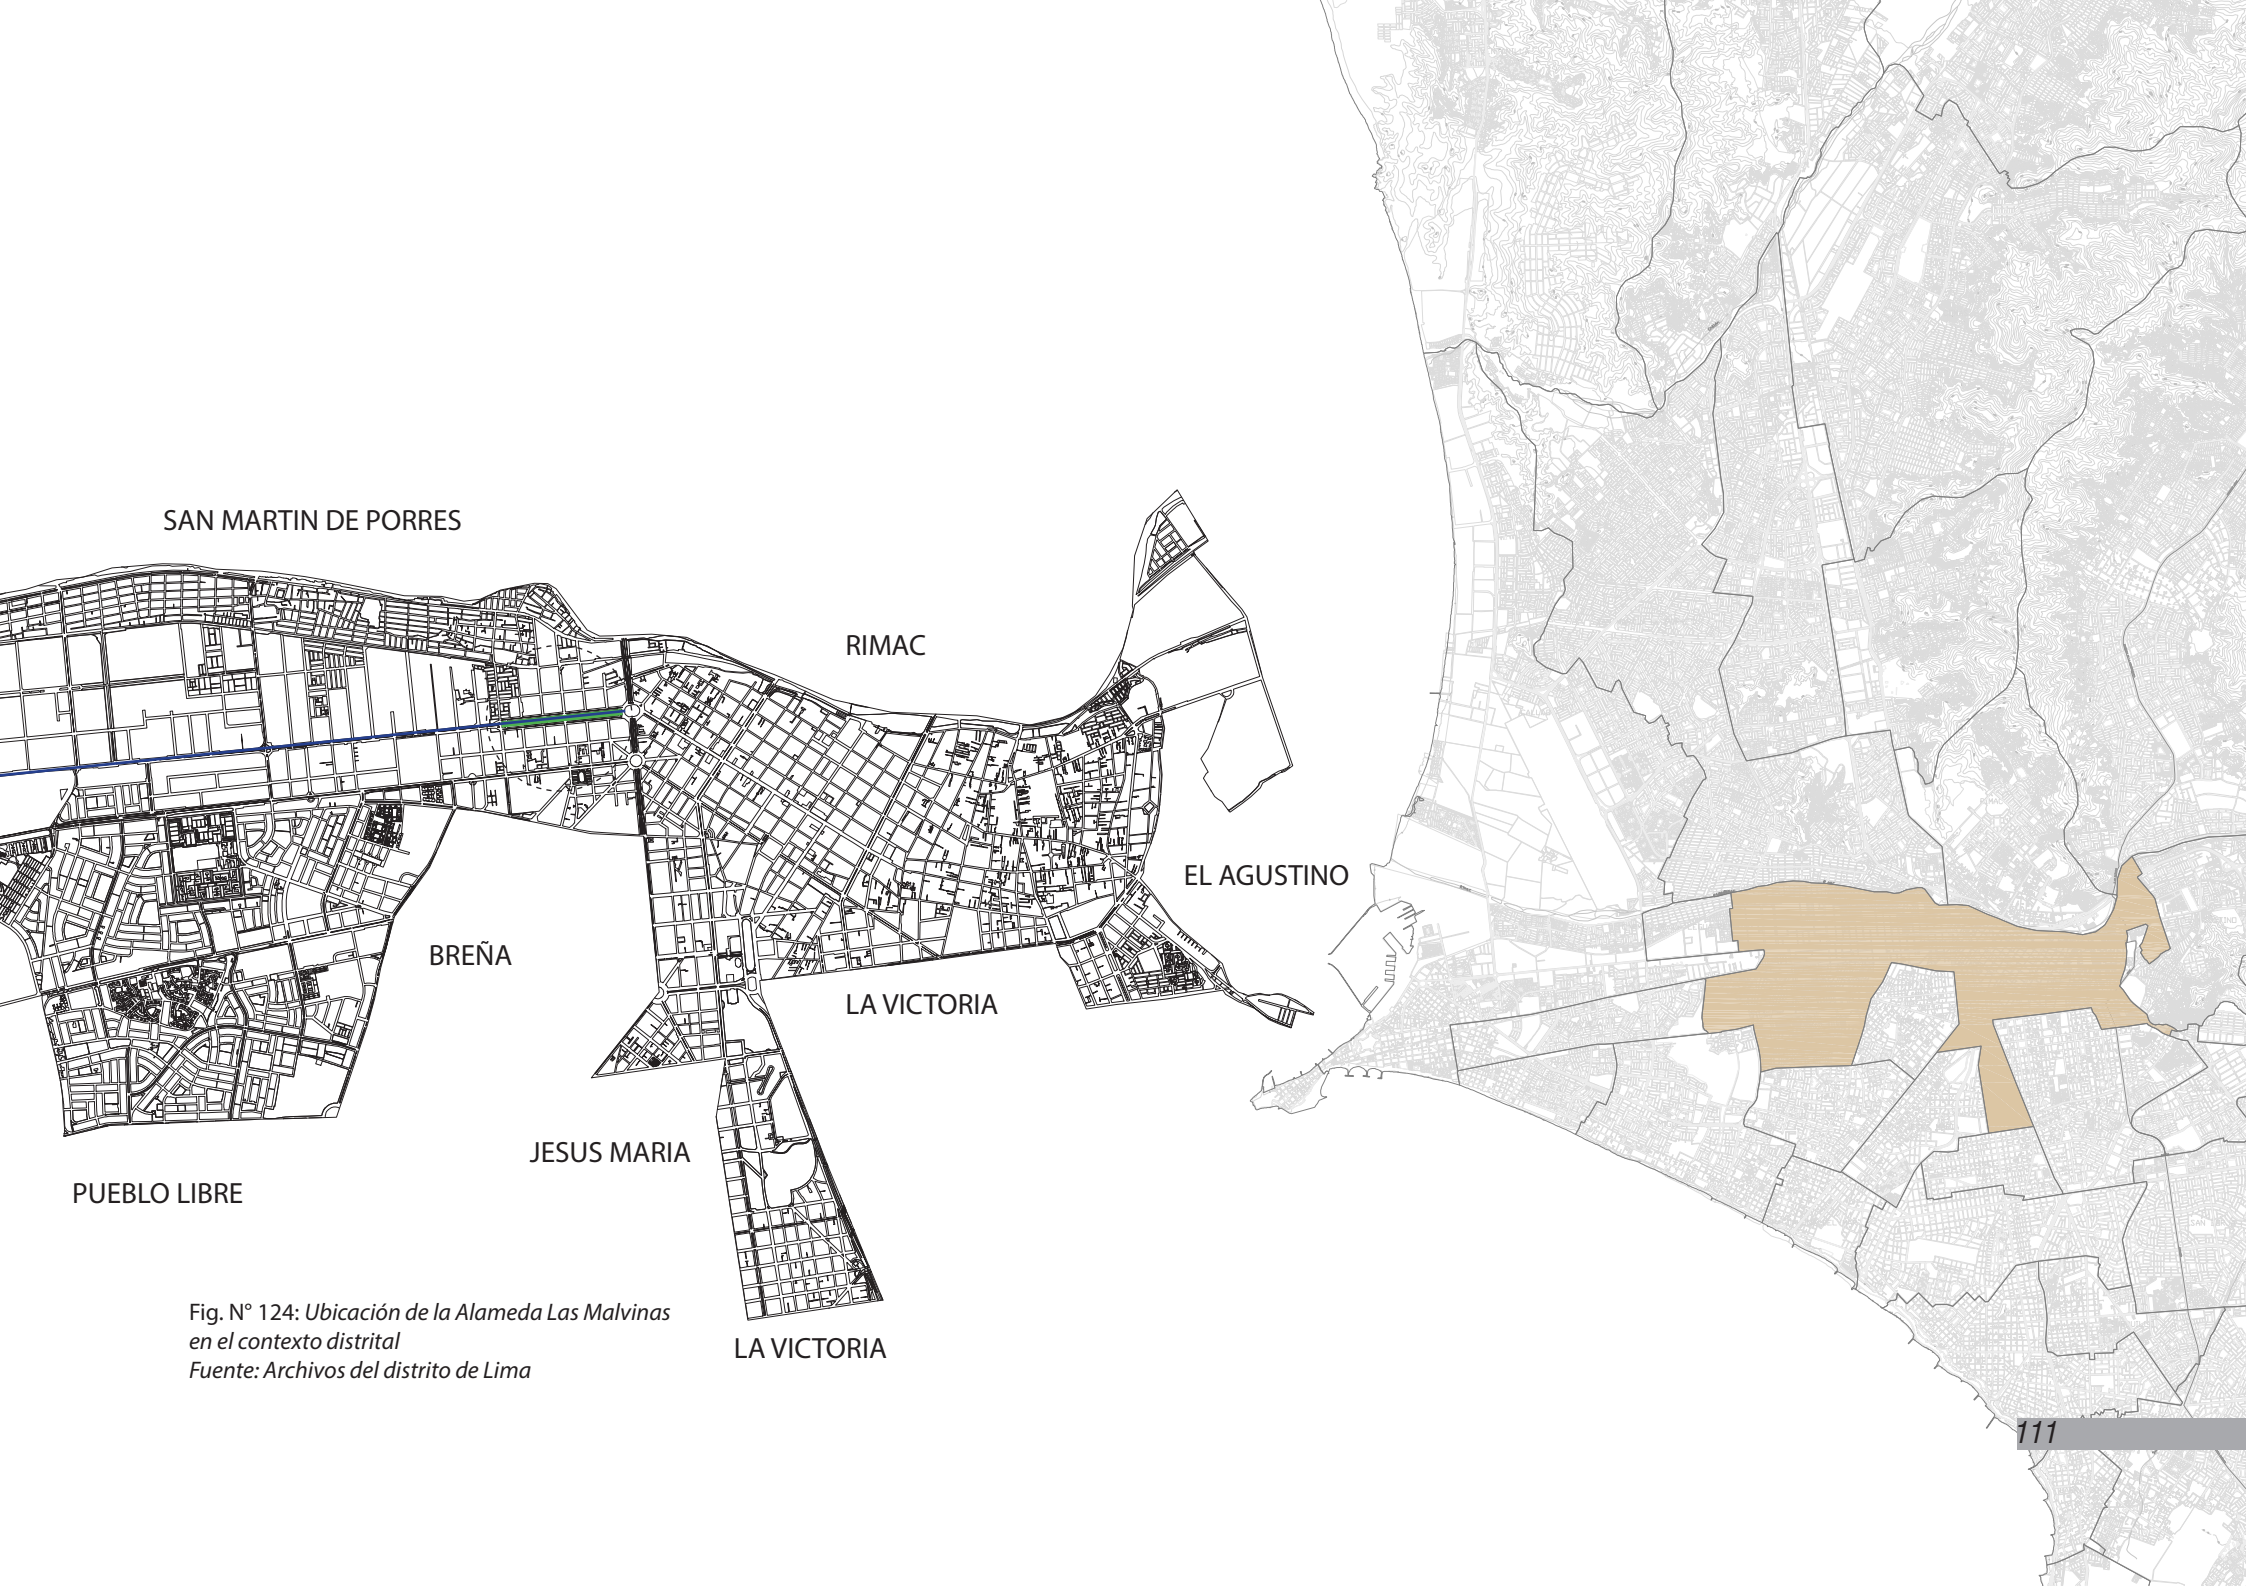 SAN MARTIN DE PORRES
RIMAC
EL AGUSTINO
BREÑA
LA VICTORIA
JESUS MARIA
PUEBLO LIBRE
Fig. N° 124: Ubicación de la Alameda Las Malvinas
en el contexto distrital
Fuente: Archivos del distrito de Lima
LA VICTORIA
SAN
111